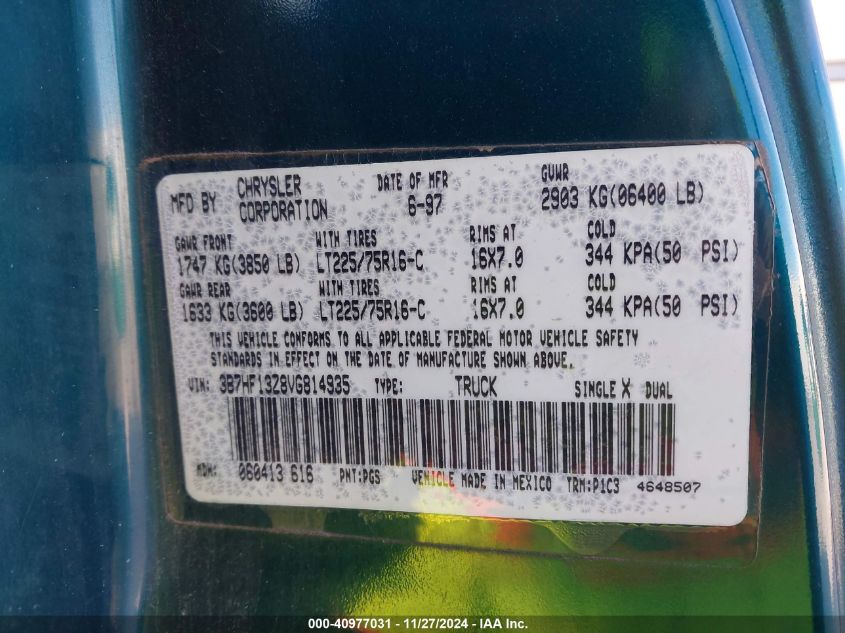 MFD BY CHRYSLER CORPORATION DATE OF MFR 6-97 GVWR 2903 KG(06400 LB)
GAWR FRONT WITH TIRES RIMS AT COLD
1747 KG(3850 LB) LT225/75R16-C 16X7.0 344 KPA(50 PSI)
GAWR REAR WITH TIRES RIMS AT COLD
1633 KG(3600 LB) LT225/75R16-C 16X7.0 344 KPA(50 PSI)
THIS VEHICLE CONFORMS TO ALL APPLICABLE FEDERAL MOTOR VEHICLE SAFETY
STANDARDS IN EFFECT ON THE DATE OF MANUFACTURE SHOWN ABOVE.
VIN: 3B7HF13Z8VG814935 TYPE: TRUCK SINGLE X DUAL
MDH: 060413 616 PNT:PGS VEHICLE MADE IN MEXICO TRM:P1C3 4648507
000-40977031 - 11/27/2024 - IAA Inc.